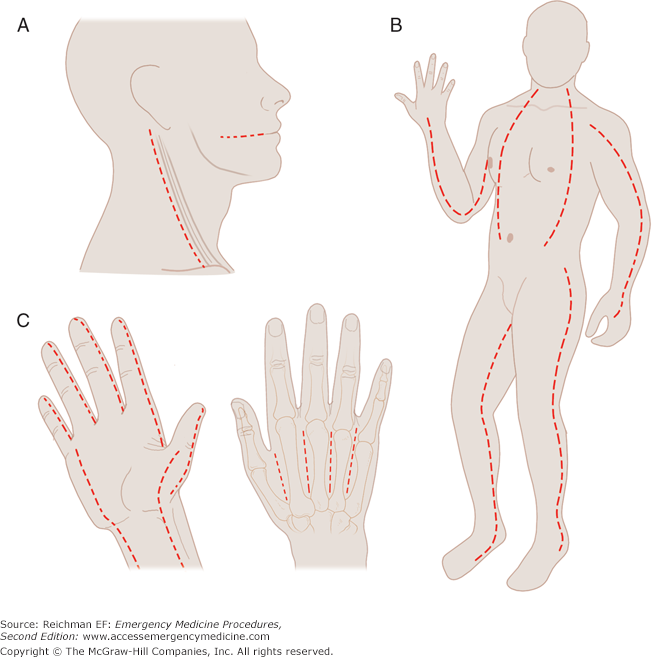 A
B
C
Source: Reichman EF: Emergency Medicine Procedures,
Second Edition: www.accessemergencymedicine.com
Copyright © The McGraw-Hill Companies, Inc. All rights reserved.